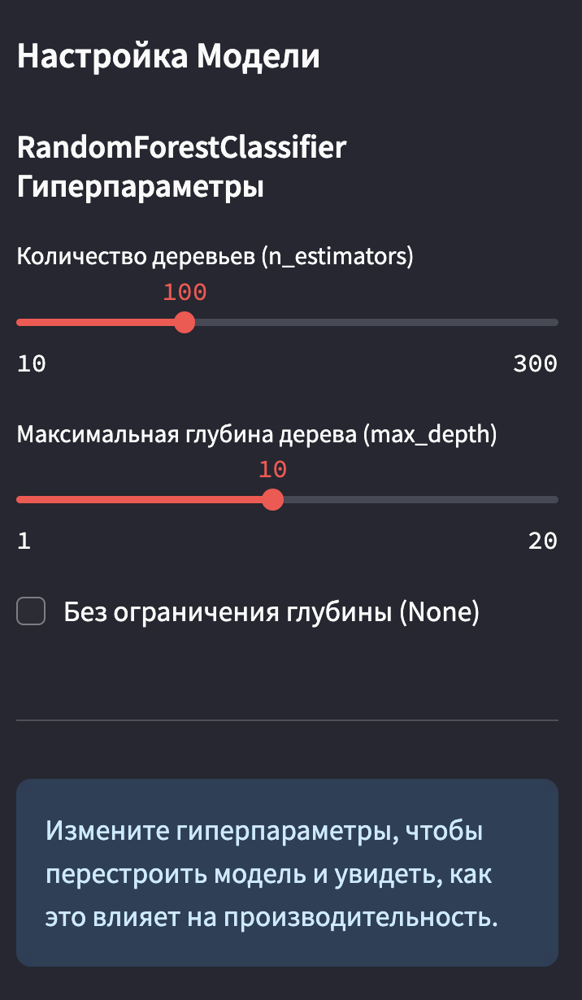 Настройка Модели
RandomForestClassifier
Гиперпараметры
Количество деревьев (n_estimators)
100
10 300
Максимальная глубина дерева (max_depth)
10
1 20
Без ограничения глубины (None)
Измените гиперпараметры, чтобы
перестроить модель и увидеть, как
это влияет на производительность.